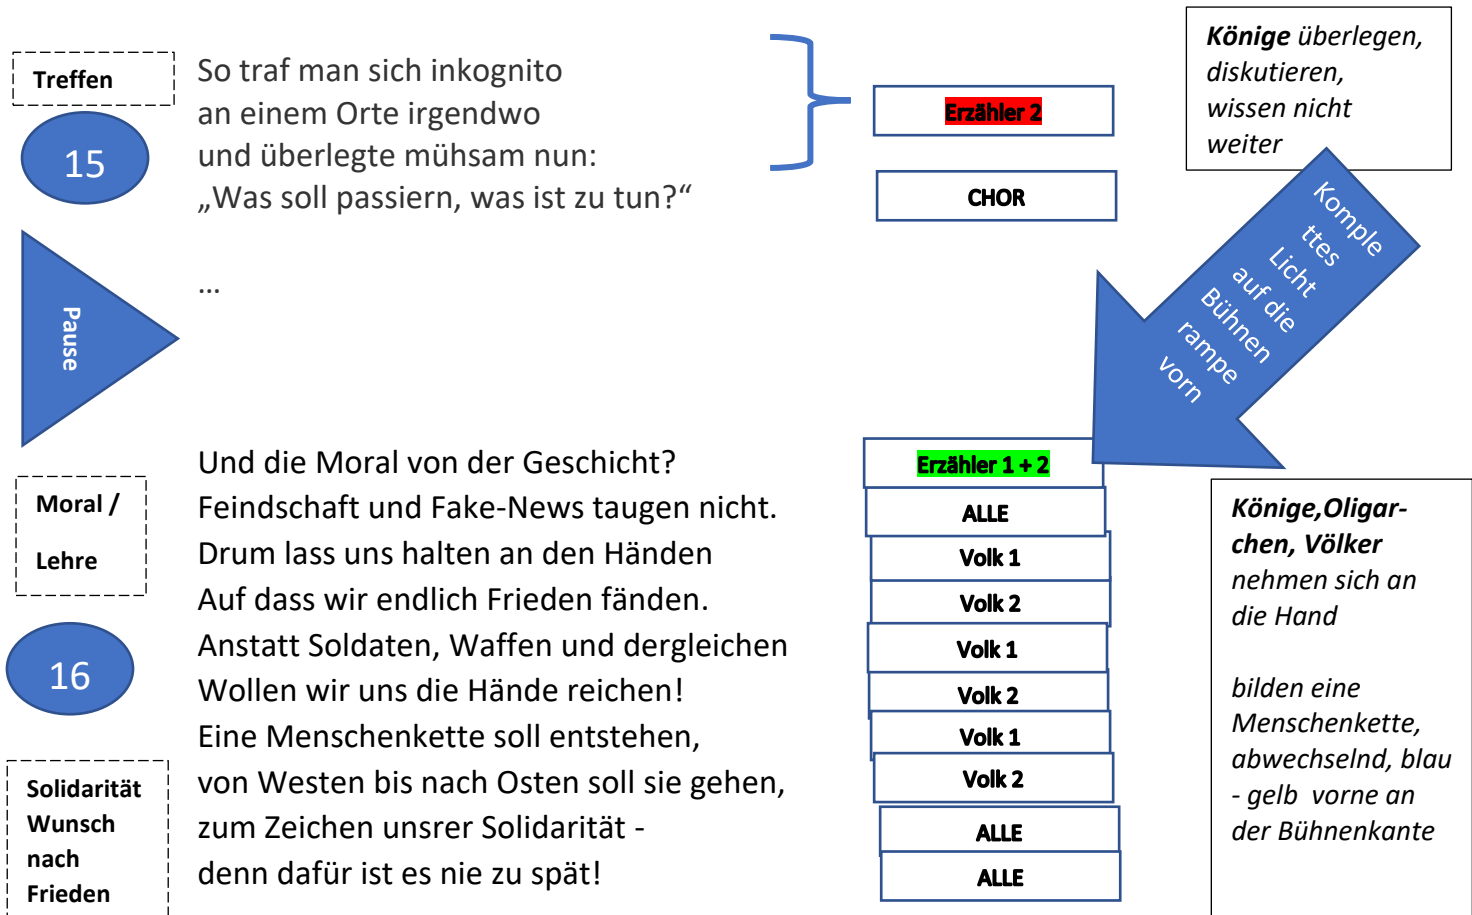 Treffen
15
So traf man sich inkognito
an einem Orte irgendwo
und überlegte mühsam nun:
„Was soll passiern, was ist zu tun?“
Erzähler 2
CHOR
Könige überlegen,
diskutieren,
wissen nicht
weiter
Komple
ttes
Licht
auf die
Bühnen
rampe
vorn
Pause
...
Moral /
Lehre
16
Solidarität
Wunsch
nach
Frieden
Und die Moral von der Geschicht?
Feindschaft und Fake-News taugen nicht.
Drum lass uns halten an den Händen
Auf dass wir endlich Frieden fänden.
Anstatt Soldaten, Waffen und dergleichen
Wollen wir uns die Hände reichen!
Eine Menschenkette soll entstehen,
von Westen bis nach Osten soll sie gehen,
zum Zeichen unsrer Solidarität -
denn dafür ist es nie zu spät!
Erzähler 1 + 2
ALLE
Volk 1
Volk 2
Volk 1
Volk 2
Volk 1
Volk 2
ALLE
ALLE
Könige,Oligar-
chen, Völker
nehmen sich an
die Hand
bilden eine
Menschenkette,
abwechselnd, blau
- gelb vorne an
der Bühnenkante